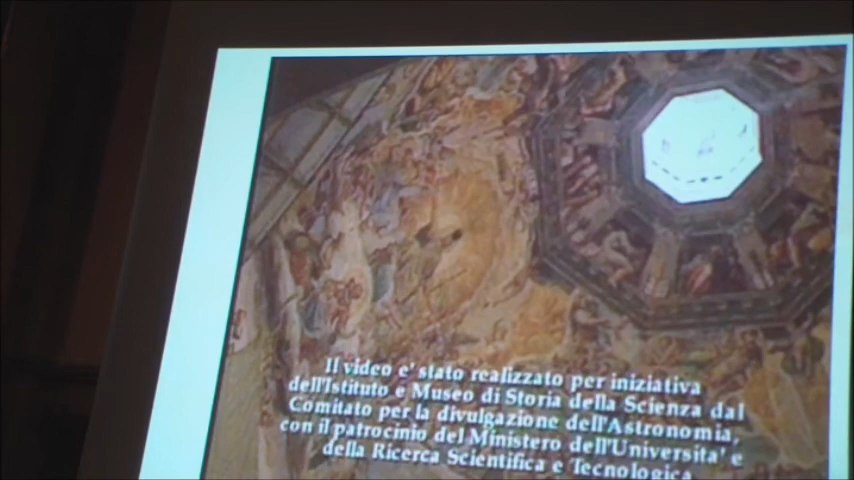 Il video e' stato realizzato per iniziativa
dell'Istituto e Museo di Storia della Scienza dal
Comitato per la divulgazione dell'Astronomia,
con il patrocinio del Ministero dell'Universita' e
della Ricerca Scientifica e Tecnologica